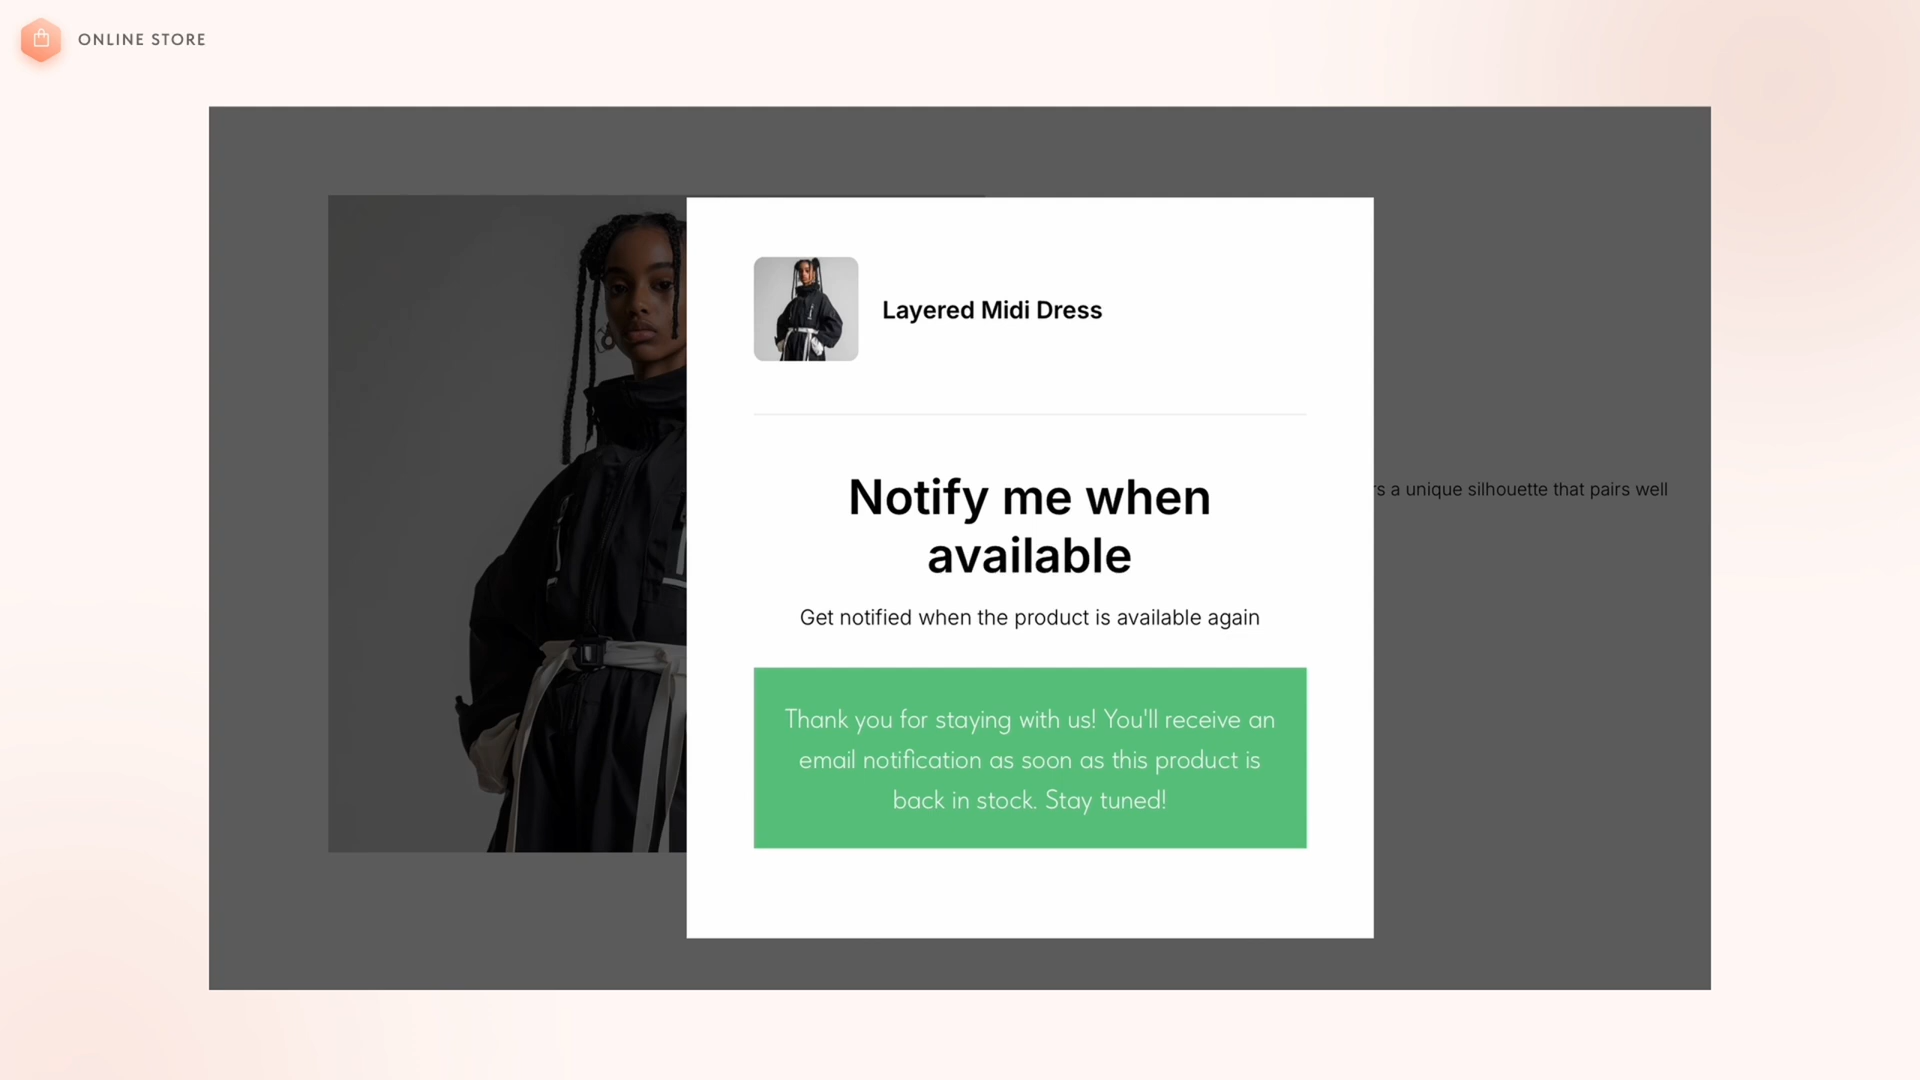 ONLINE STORE
Layered Midi Dress
Notify me when
available
a unique silhouette that pairs well
Get notified when the product is available again
Thank you for staying with us! You'll receive an
email notification as soon as this product is
back in stock. Stay tuned!